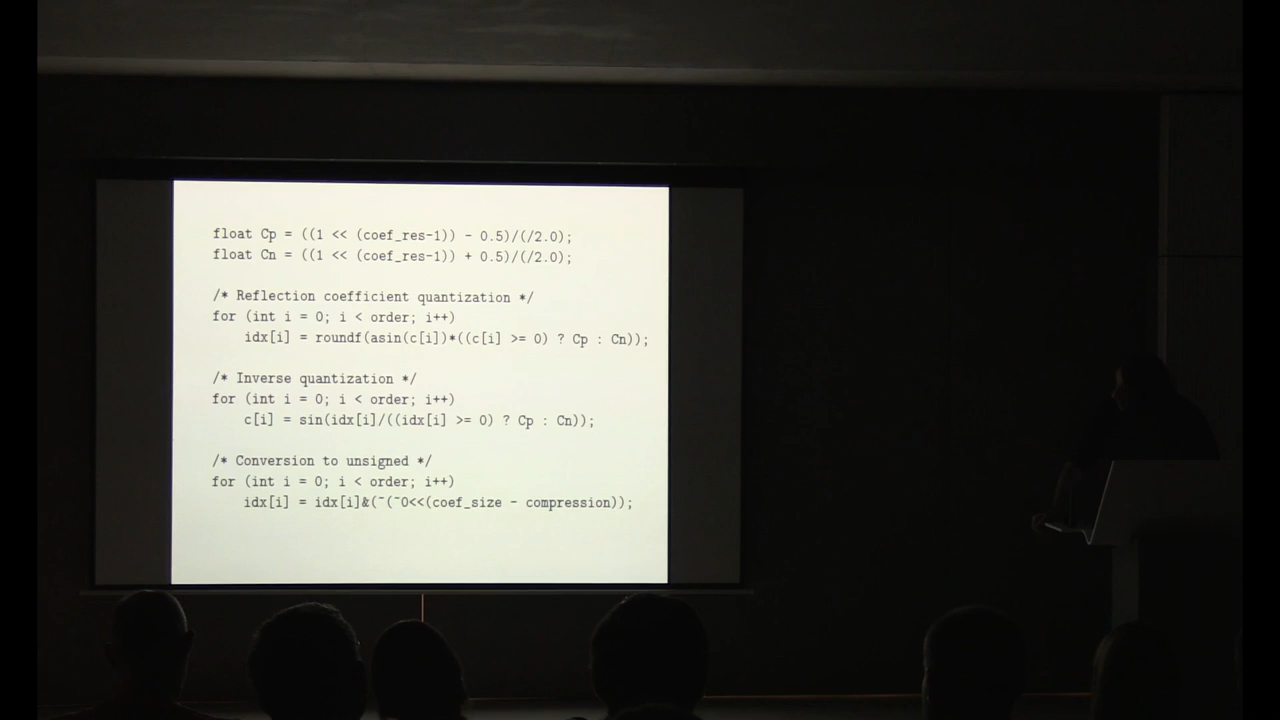 float Cp = ((1 << (coef_res-1)) - 0.5)/(/2.0);
float Cn = ((1 << (coef_res-1)) + 0.5)/(/2.0);
/* Reflection coefficient quantization */
for (int i = 0; i < order; i++)
idx[i] = roundf(asin(c[i])*((c[i] >= 0) ? Cp : Cn));
/* Inverse quantization */
for (int i = 0; i < order; i++)
c[i] = sin(idx[i]/((idx[i] >= 0) ? Cp : Cn));
/* Conversion to unsigned */
for (int i = 0; i < order; i++)
idx[i] = idx[i]&(~(~0<<(coef_size - compression));